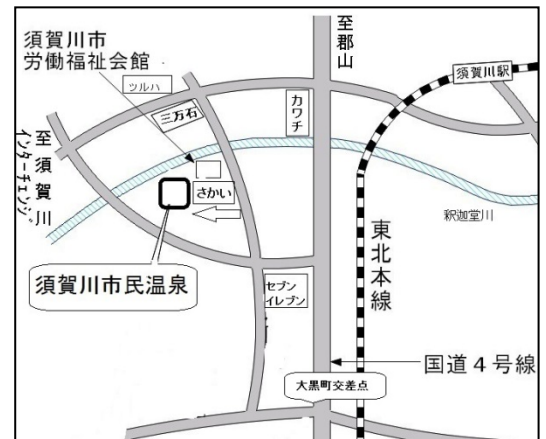 須賀川市
労働福祉会館
至郡山
ツルハ
三万石
カワチ
須賀川駅
至須賀川
インターチェンジ
さかい
釈迦堂川
須賀川市民温泉
東北本線
セブン
イレブン
国道４号線
大黒町交差点